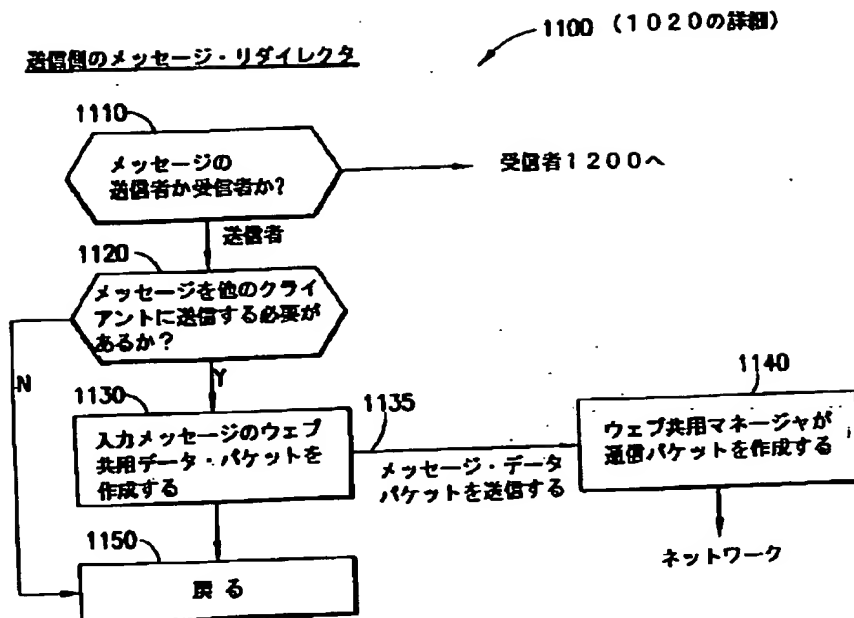 1100 (1020の詳細)
送信側のメッセージ・リダイレクタ
1110
メッセージの
送信者か受信者か?
受信者1200へ
送信者
1120
メッセージを他のクライ
アントに送信する必要が
あるか?
N
Y
1130
入力メッセージのウェブ
共用データ・パケットを
作成する
1135
メッセージ・データ
パケットを送信する
1140
ウェブ共用マネージャが
通信パケットを作成する
ネットワーク
1150
戻る